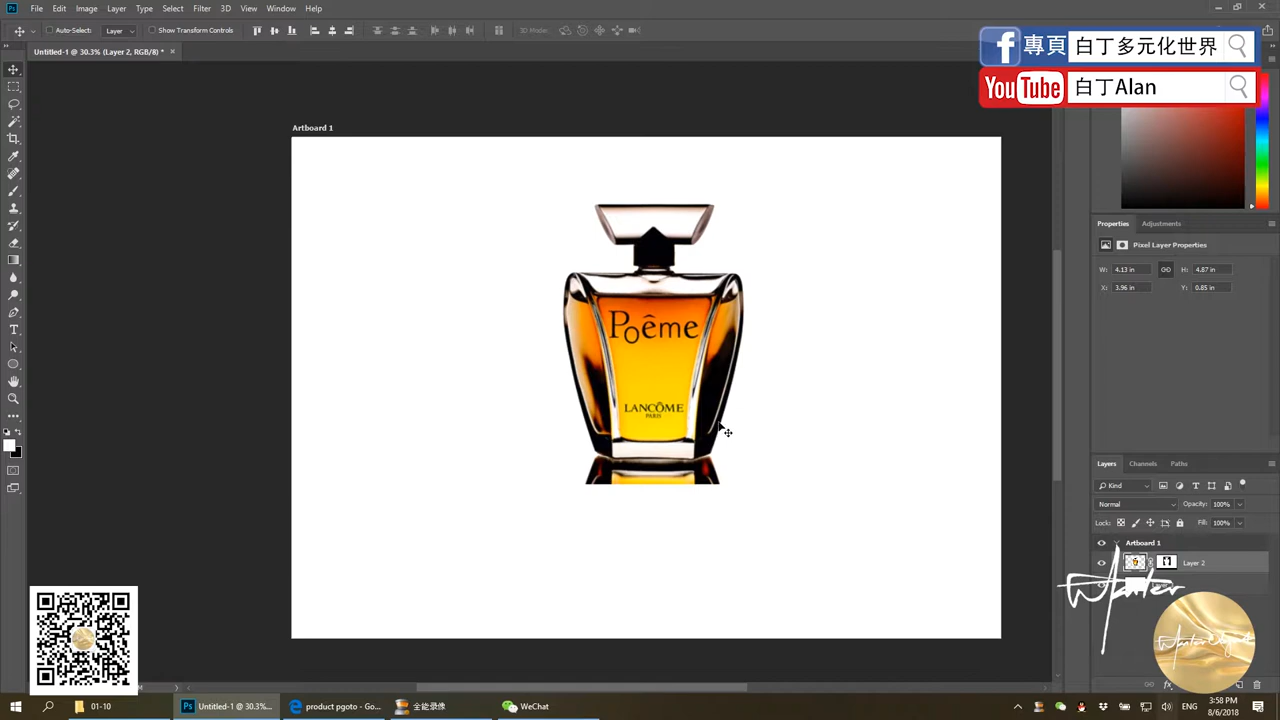 Ps File Edit Image Layer Type Select Filter 3D View Window Help
Auto-Select: Layer Show Transform Controls 3D Mode:
Untitled-1 @ 30.3% (Layer 2, RGB/8) *
專頁 白丁多元化世界
YouTube 白丁Alan
Artboard 1
Poême
LANCÔME
PARIS
Properties Adjustments
Pixel Layer Properties
W: 4.13 in GO H: 4.87 in
X: 3.96 in Y: 0.85 in
Layers Channels Paths
Kind
Normal Opacity: 100%
Lock: Fill: 100%
Artboard 1
Layer 2
01-10
Ps Untitled-1 @ 30.3%...
product pgoto - Go...
全能录像
WeChat
3:58 PM
8/6/2018